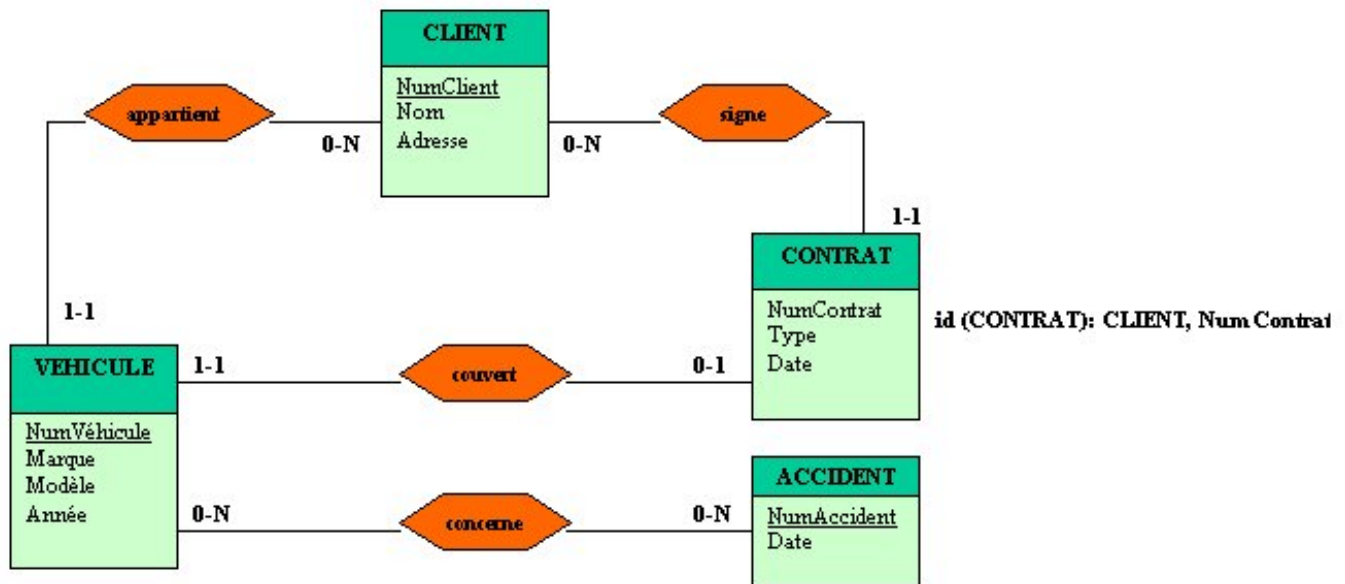 CLIENT
NumClient
Nom
Adresse
appartient
0-N
0-N
signe
1-1
1-1
CONTRAT
NumContrat
Type
Date
id (CONTRAT): CLIENT, Num Contrat
VEHICULE
NumVéhicule
Marque
Modèle
Année
1-1
couvert
0-1
0-N
concerne
0-N
ACCIDENT
NumAccident
Date